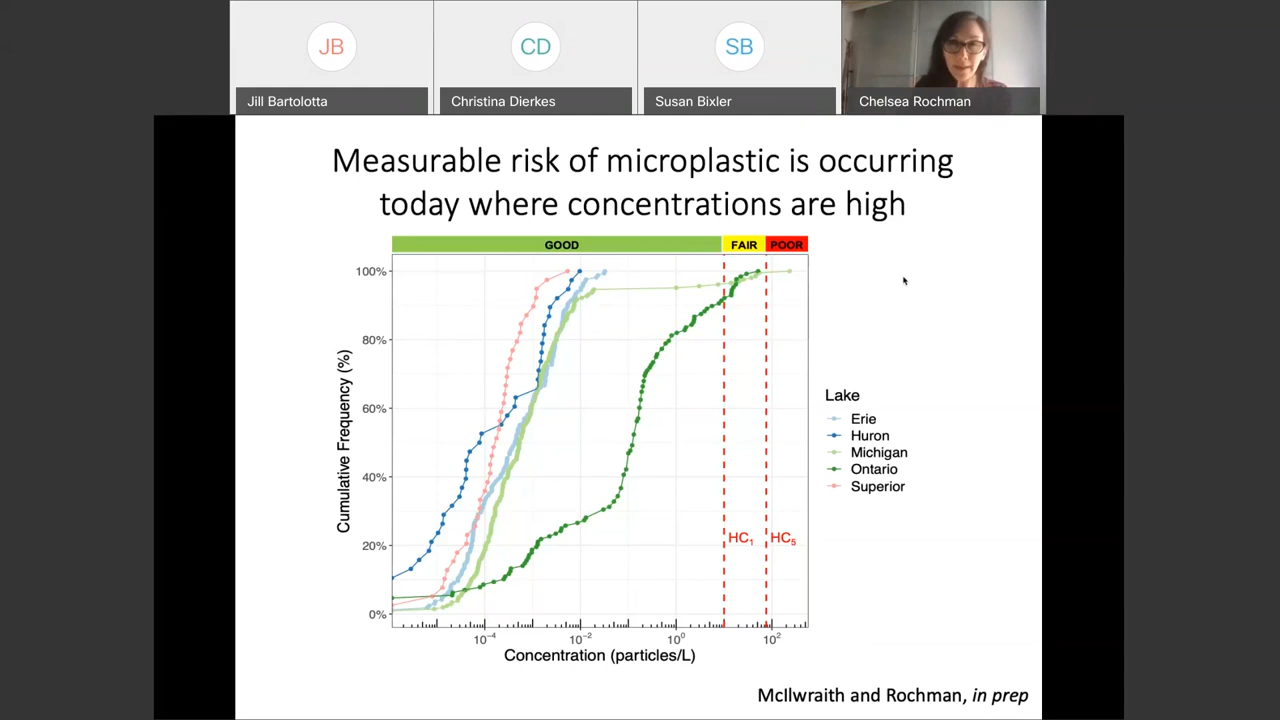 JB
CD
SB
Jill Bartolotta
Christina Dierkes
Susan Bixler
Chelsea Rochman
Measurable risk of microplastic is occurring
today where concentrations are high
GOOD
FAIR
POOR
100%
80%
60%
40%
20%
0%
Cumulative Frequency (%)
HC1
HC5
10−4
10−2
100
102
Concentration (particles/L)
Lake
Erie
Huron
Michigan
Ontario
Superior
McIlwraith and Rochman, in prep